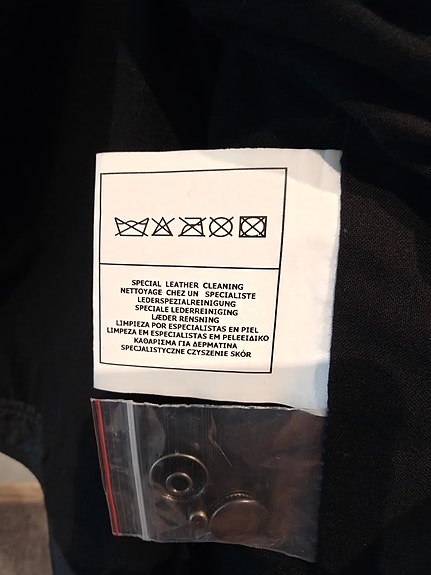 SPECIAL LEATHER CLEANING
NETTOYAGE CHEZ UN SPECIALISTE
LEDERSPEZIALREINIGUNG
SPECIALE LEDERREINIGING
LÆDER RENSNING
LIMPIEZA POR ESPECIALISTAS EN PIEL
LIMPEZA EM ESPECIALISTAS EM PELEEIΔIKO
ΚΑΘΑΡΙΣΜΑ ΓΙΑ ΔΕΡΜΑΤΙΝΑ
SPECJALISTYCZNE CZYSZENIE SKÓR